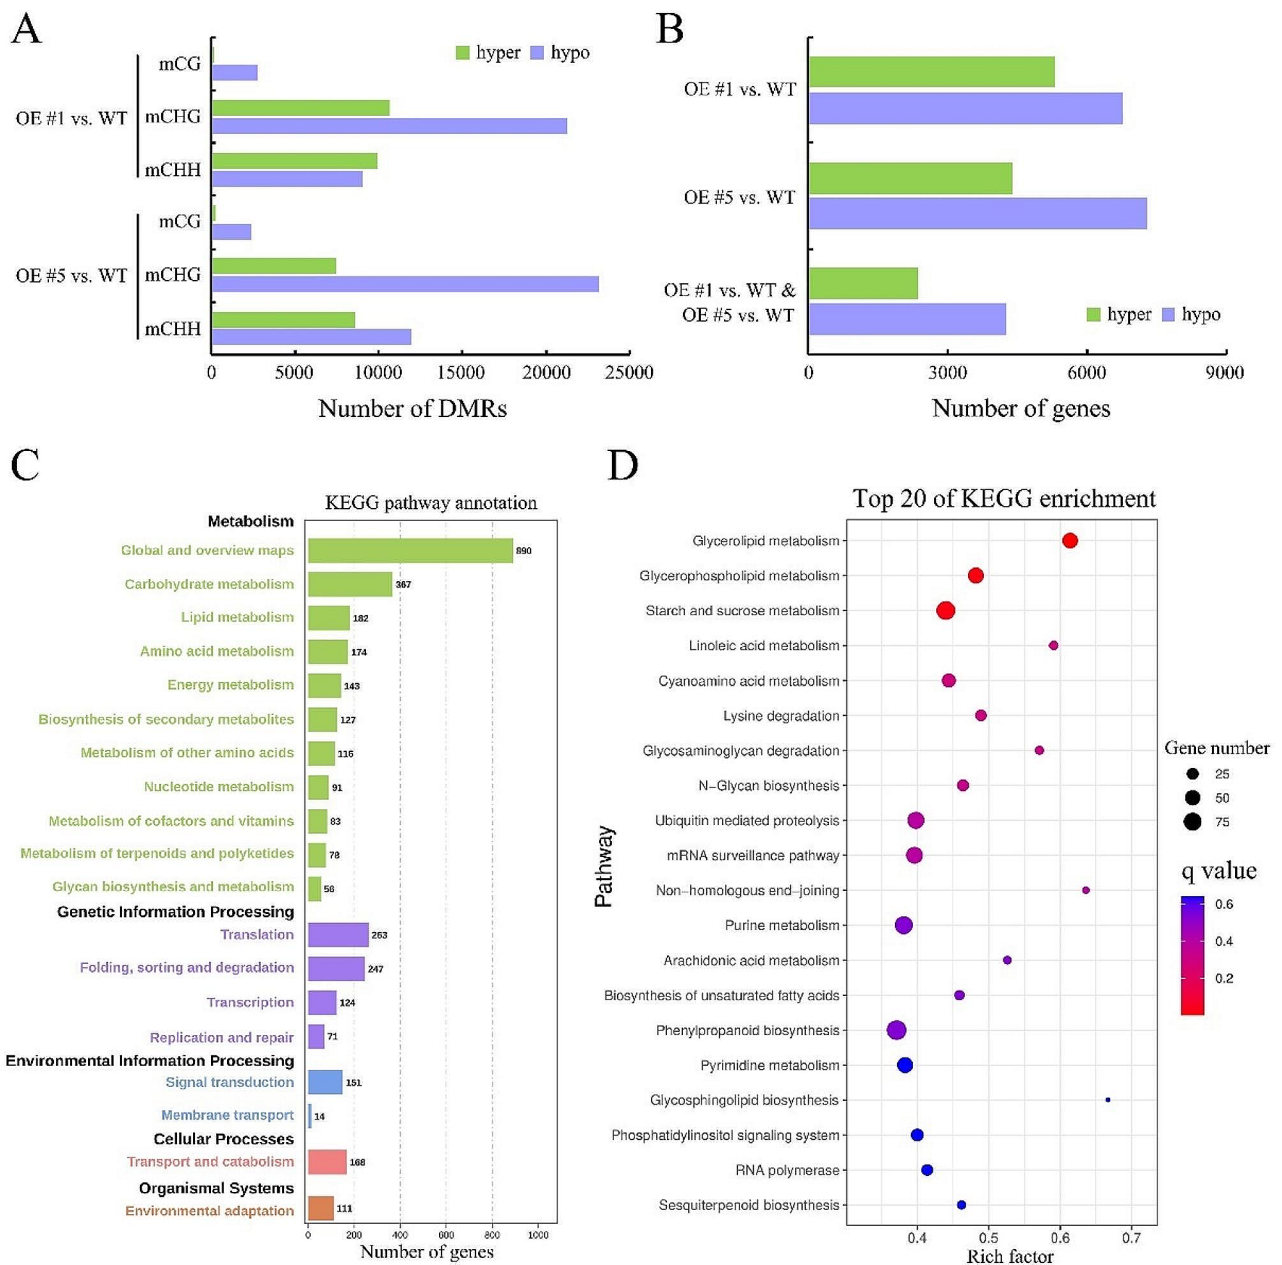 A
hyper hypo
mCG
OE #1 vs. WT
mCHG
mCHH
mCG
OE #5 vs. WT
mCHG
mCHH
0 5000 10000 15000 20000 25000
Number of DMRs
B
OE #1 vs. WT
OE #5 vs. WT
OE #1 vs. WT &
OE #5 vs. WT
hyper hypo
0 3000 6000 9000
Number of genes
C
KEGG pathway annotation
Metabolism
Global and overview maps 890
Carbohydrate metabolism 367
Lipid metabolism 182
Amino acid metabolism 174
Energy metabolism 143
Biosynthesis of secondary metabolites 127
Metabolism of other amino acids 116
Nucleotide metabolism 91
Metabolism of cofactors and vitamins 83
Metabolism of terpenoids and polyketides 78
Glycan biosynthesis and metabolism 56
Genetic Information Processing
Translation 263
Folding, sorting and degradation 247
Transcription 124
Replication and repair 71
Environmental Information Processing
Signal transduction 151
Membrane transport 14
Cellular Processes
Transport and catabolism 168
Organismal Systems
Environmental adaptation 111
0 200 400 600 800 1000
Number of genes
D
Top 20 of KEGG enrichment
Pathway
Glycerolipid metabolism
Glycerophospholipid metabolism
Starch and sucrose metabolism
Linoleic acid metabolism
Cyanoamino acid metabolism
Lysine degradation
Glycosaminoglycan degradation
N−Glycan biosynthesis
Ubiquitin mediated proteolysis
mRNA surveillance pathway
Non−homologous end−joining
Purine metabolism
Arachidonic acid metabolism
Biosynthesis of unsaturated fatty acids
Phenylpropanoid biosynthesis
Pyrimidine metabolism
Glycosphingolipid biosynthesis
Phosphatidylinositol signaling system
RNA polymerase
Sesquiterpenoid biosynthesis
0.4 0.5 0.6 0.7
Rich factor
Gene number
25
50
75
q value
0.6
0.4
0.2